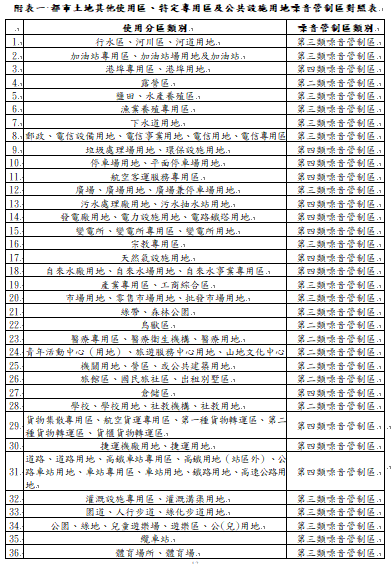 附表一 都市土地其他使用區、特定專用區及公共設施用地噪音管制區對照表
使用分區類別 噪音管制區類別
1. 行水區、河川區、河道用地 第三類噪音管制區
2. 加油站專用區、加油站場用地及加油站 第三類噪音管制區
3. 港埠專用區、港埠用地 第四類噪音管制區
4. 露營區 第二類噪音管制區
5. 鹽田、水產養殖區 第三類噪音管制區
6. 漁業養殖專用區 第三類噪音管制區
7. 下水道用地 第三類噪音管制區
8. 郵政、電信設備用地、電信事業用地、電信用地、電信專用區 第三類噪音管制區
9. 垃圾處理場用地、環保設施用地 第四類噪音管制區
10. 停車場用地、平面停車場用地 第三類噪音管制區
11. 航空客運服務專用區 第四類噪音管制區
12. 廣場、廣場用地、廣場兼停車場用地 第三類噪音管制區
13. 污水處理廠用地、污水抽水站用地 第四類噪音管制區
14. 發電廠用地、電力設施用地、電路鐵塔用地 第四類噪音管制區
15. 變電所、變電所專用區、變電所用地 第四類噪音管制區
16. 宗教專用區 第三類噪音管制區
17. 天然氣設施用地 第四類噪音管制區
18. 自來水廠用地、自來水場用地、自來水事業專用區 第三類噪音管制區
19. 產業專用區、工商綜合區 第三類噪音管制區
20. 市場用地、零售市場用地、批發市場用地 第三類噪音管制區
21. 綠帶、森林公園 第三類噪音管制區
22. 鳥獸區 第二類噪音管制區
23. 醫療專用區、醫療衛生機構、醫療用地 第二類噪音管制區
24. 青年活動中心(用地)、旅遊服務中心用地、山地文化中心 第二類噪音管制區
25. 機關用地、營區、或公共建築用地 第二類噪音管制區
26. 旅館區、國民旅社區、出租別墅區 第二類噪音管制區
27. 倉儲區 第四類噪音管制區
28. 學校、學校用地、社教機構、社教用地 第二類噪音管制區
29. 貨物集散專用區、航空貨運專用區、第一種貨物轉運區、第二
種貨物轉運區、貨櫃貨物轉運區 第四類噪音管制區
30. 捷運機廠用地、捷運用地 第四類噪音管制區
31. 道路、道路用地、高鐵車站專用區、高鐵用地(站區外)、公
路車站用地、車站專用區、車站用地、鐵路用地、高速公路用
地 第四類噪音管制區
32. 灌溉設施專用區、灌溉溝渠用地 第三類噪音管制區
33. 園道、人行步道、綠化步道用地 第三類噪音管制區
34. 公園、綠地、兒童遊樂場、遊樂區、公(兒)用地 第三類噪音管制區
35. 纜車站 第三類噪音管制區
36. 體育場所、體育場 第三類噪音管制區